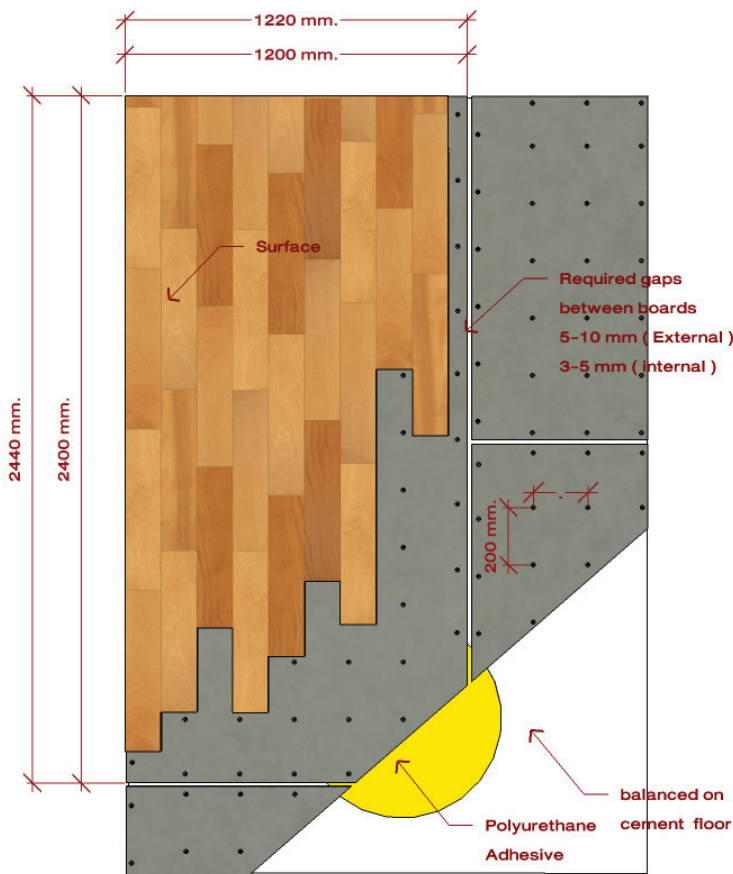 1220 mm.
1200 mm.
Surface
Required gaps
between boards
5-10 mm ( External )
3-5 mm ( internal )
2440 mm.
2400 mm.
200 mm.
.
balanced on
cement floor
Polyurethane
Adhesive